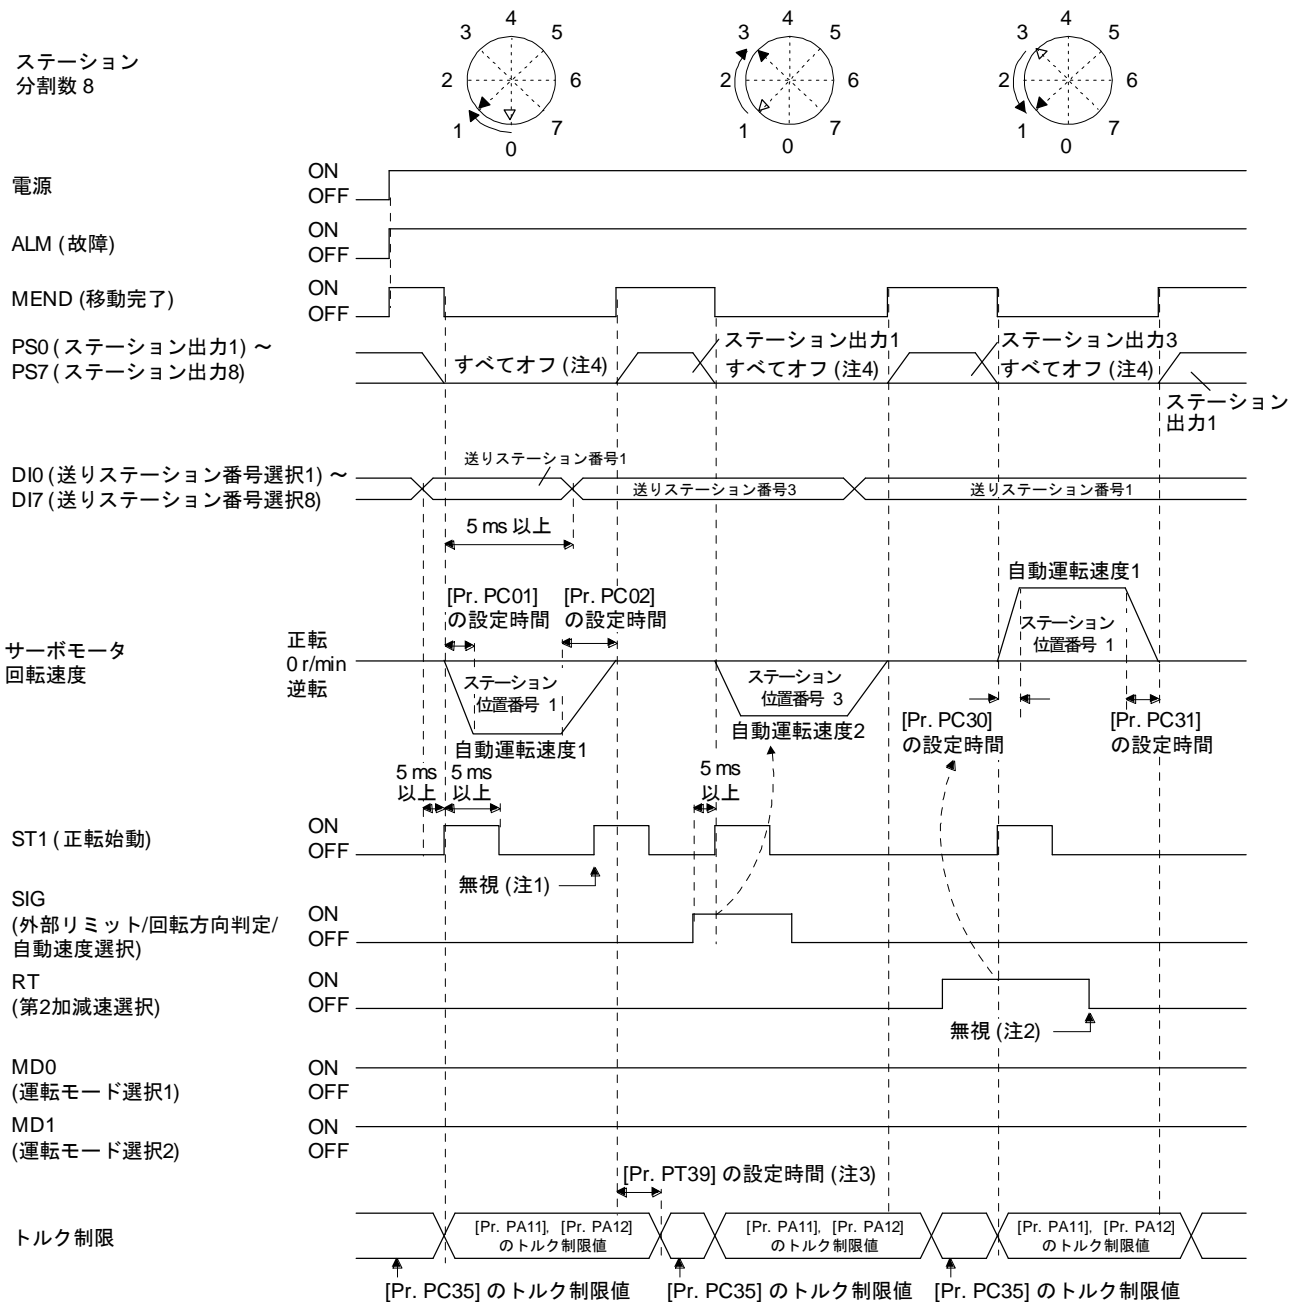 ステーション
分割数 8
4
3
5
2
6
1
7
0
4
3
5
2
6
1
7
0
4
3
5
2
6
1
7
0
電源
ON
OFF
ALM (故障)
ON
OFF
MEND (移動完了)
ON
OFF
PS0 (ステーション出力1) ～
PS7 (ステーション出力8)
すべてオフ (注4)
ステーション出力1
すべてオフ (注4)
ステーション出力3
すべてオフ (注4)
ステーション
出力1
DI0 (送りステーション番号選択1) ～
DI7 (送りステーション番号選択8)
送りステーション番号1
送りステーション番号3
送りステーション番号1
5 ms 以上
サーボモータ
回転速度
正転
0 r/min
逆転
[Pr. PC01]
の設定時間
[Pr. PC02]
の設定時間
ステーション
位置番号 1
自動運転速度1
ステーション
位置番号 3
自動運転速度2
自動運転速度1
ステーション
位置番号 1
[Pr. PC30]
の設定時間
[Pr. PC31]
の設定時間
5 ms
以上
5 ms
以上
5 ms
以上
ST1 (正転始動)
ON
OFF
無視 (注1)
SIG
(外部リミット/回転方向判定/
自動速度選択)
ON
OFF
RT
(第2加減速選択)
ON
OFF
無視 (注2)
MD0
(運転モード選択1)
ON
OFF
MD1
(運転モード選択2)
ON
OFF
[Pr. PT39] の設定時間 (注3)
トルク制限
[Pr. PA11], [Pr. PA12]
のトルク制限値
[Pr. PA11], [Pr. PA12]
のトルク制限値
[Pr. PA11], [Pr. PA12]
のトルク制限値
[Pr. PC35] のトルク制限値
[Pr. PC35] のトルク制限値
[Pr. PC35] のトルク制限値